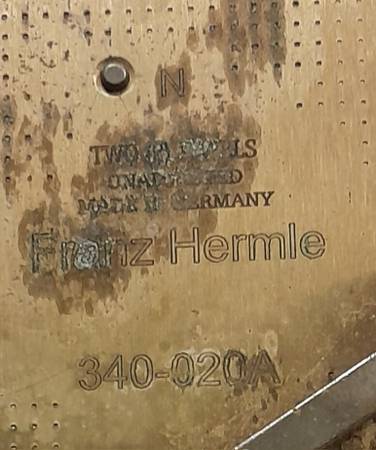 N
TWO (2) JEWELS
UNADJUSTED
MADE IN GERMANY
Franz Hermle
340-020A